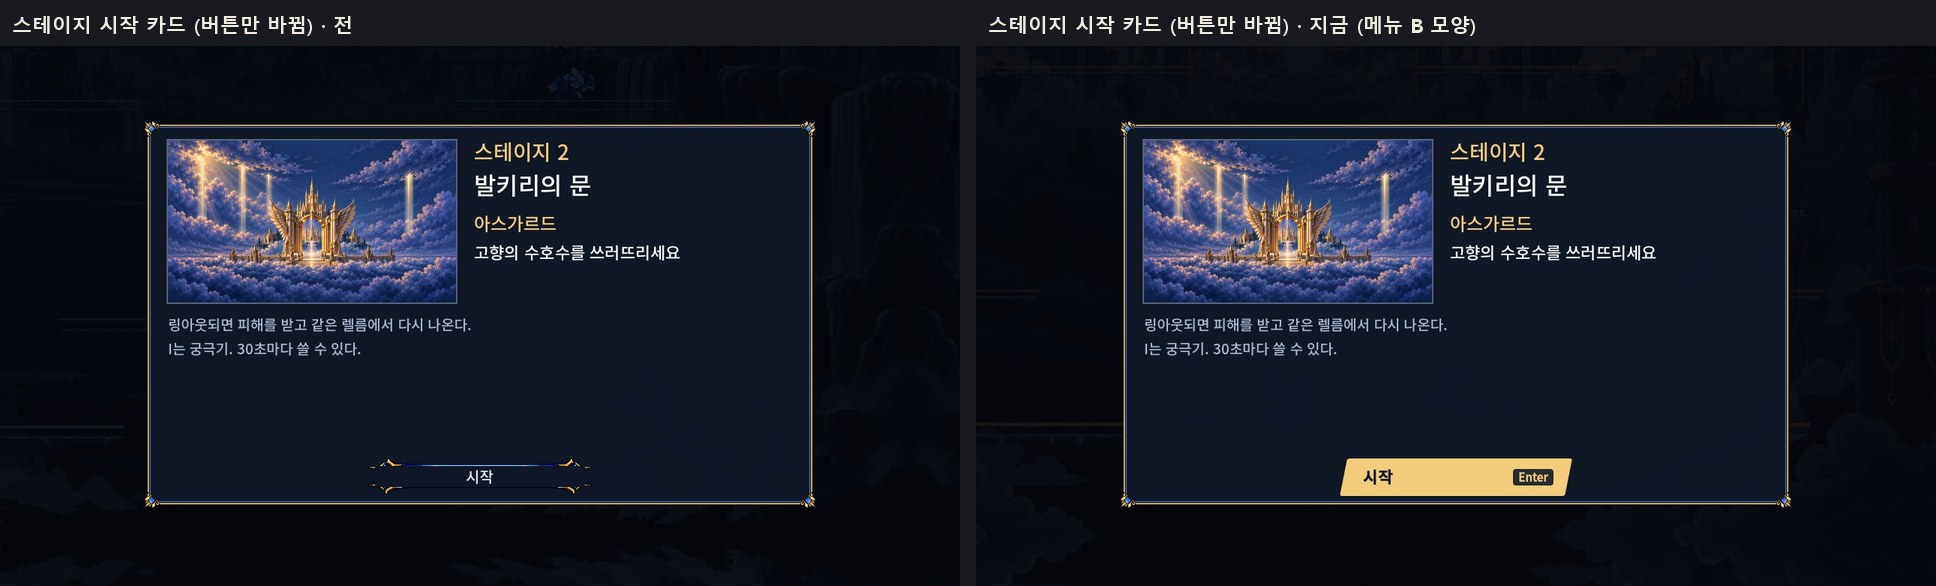 스테이지 시작 카드 (버튼만 바뀜) · 전
스테이지 2
발키리의 문
아스가르드
고향의 수호수를 쓰러뜨리세요
링아웃되면 피해를 받고 같은 렐름에서 다시 나온다.
I는 궁극기. 30초마다 쓸 수 있다.
시작
스테이지 시작 카드 (버튼만 바뀜) · 지금 (메뉴 B 모양)
스테이지 2
발키리의 문
아스가르드
고향의 수호수를 쓰러뜨리세요
링아웃되면 피해를 받고 같은 렐름에서 다시 나온다.
I는 궁극기. 30초마다 쓸 수 있다.
시작 Enter